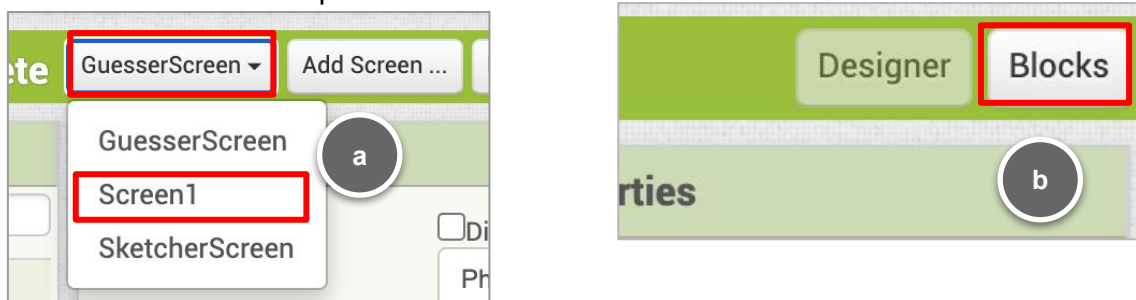 ete GuesserScreen Add Screen ...
GuesserScreen
Screen1
SketcherScreen
a
Di
Ph
Designer Blocks
rties
b